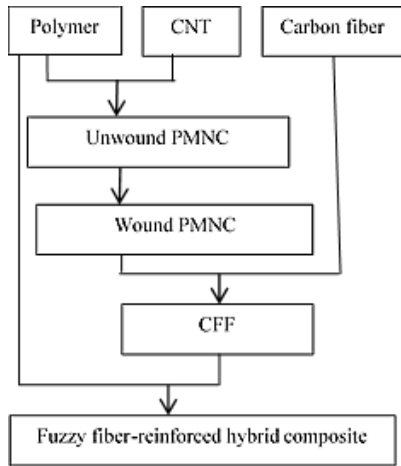 Polymer
CNT
Carbon fiber
Unwound PMNC
Wound PMNC
CFF
Fuzzy fiber-reinforced hybrid composite